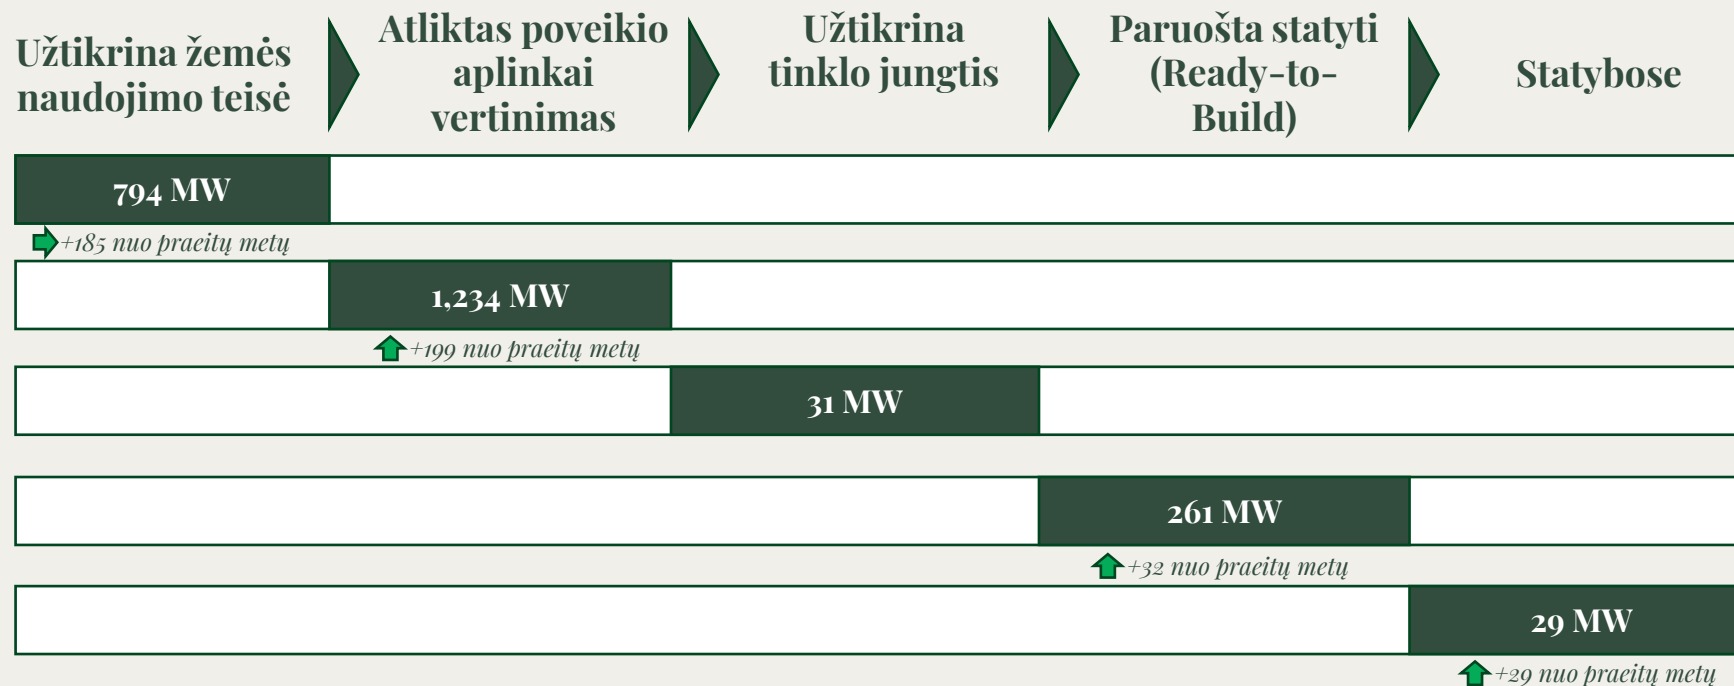 Užtikrina žemės
naudojimo teisė
Atliktas poveikio
aplinkai
vertinimas
Užtikrina
tinklo jungtis
Paruošta statyti
(Ready-to-
Build)
Statybose
794 MW
+185 nuo praeitų metų
1,234 MW
+199 nuo praeitų metų
31 MW
261 MW
+32 nuo praeitų metų
29 MW
+29 nuo praeitų metų